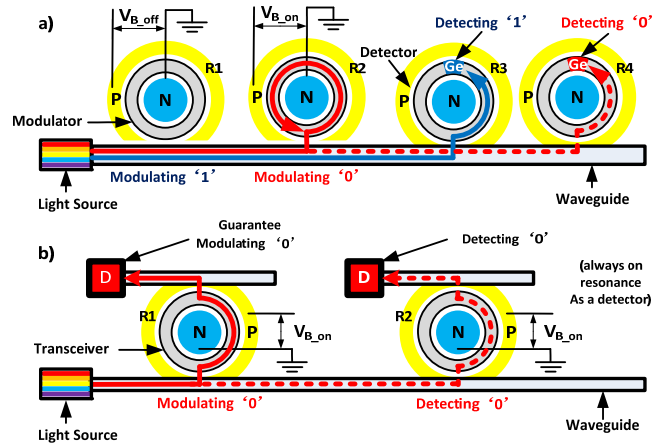 a)
V_B_off
V_B_on
Detecting ‘1’
Detecting ‘0’
R1
R2
Detector
Ge
R3
Ge
R4
P
N
P
N
P
N
P
N
Modulator
Modulating ‘1’
Modulating ‘0’
Light Source
Waveguide
b)
Guarantee
Modulating ‘0’
Detecting ‘0’
D
D
(always on
resonance
As a detector)
R1
N
P
V_B_on
R2
N
P
V_B_on
Transceiver
Modulating ‘0’
Detecting ‘0’
Light Source
Waveguide